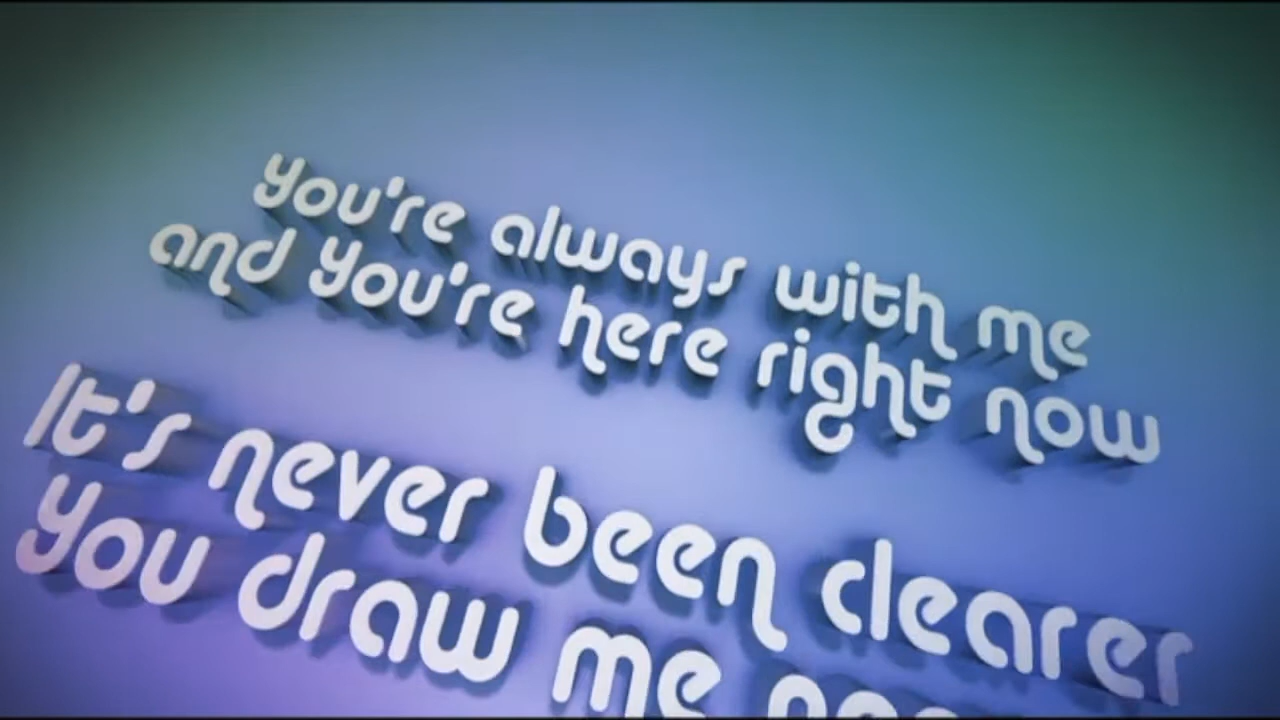 You're always with me
and you're here right now
It's never been clearer
You draw me